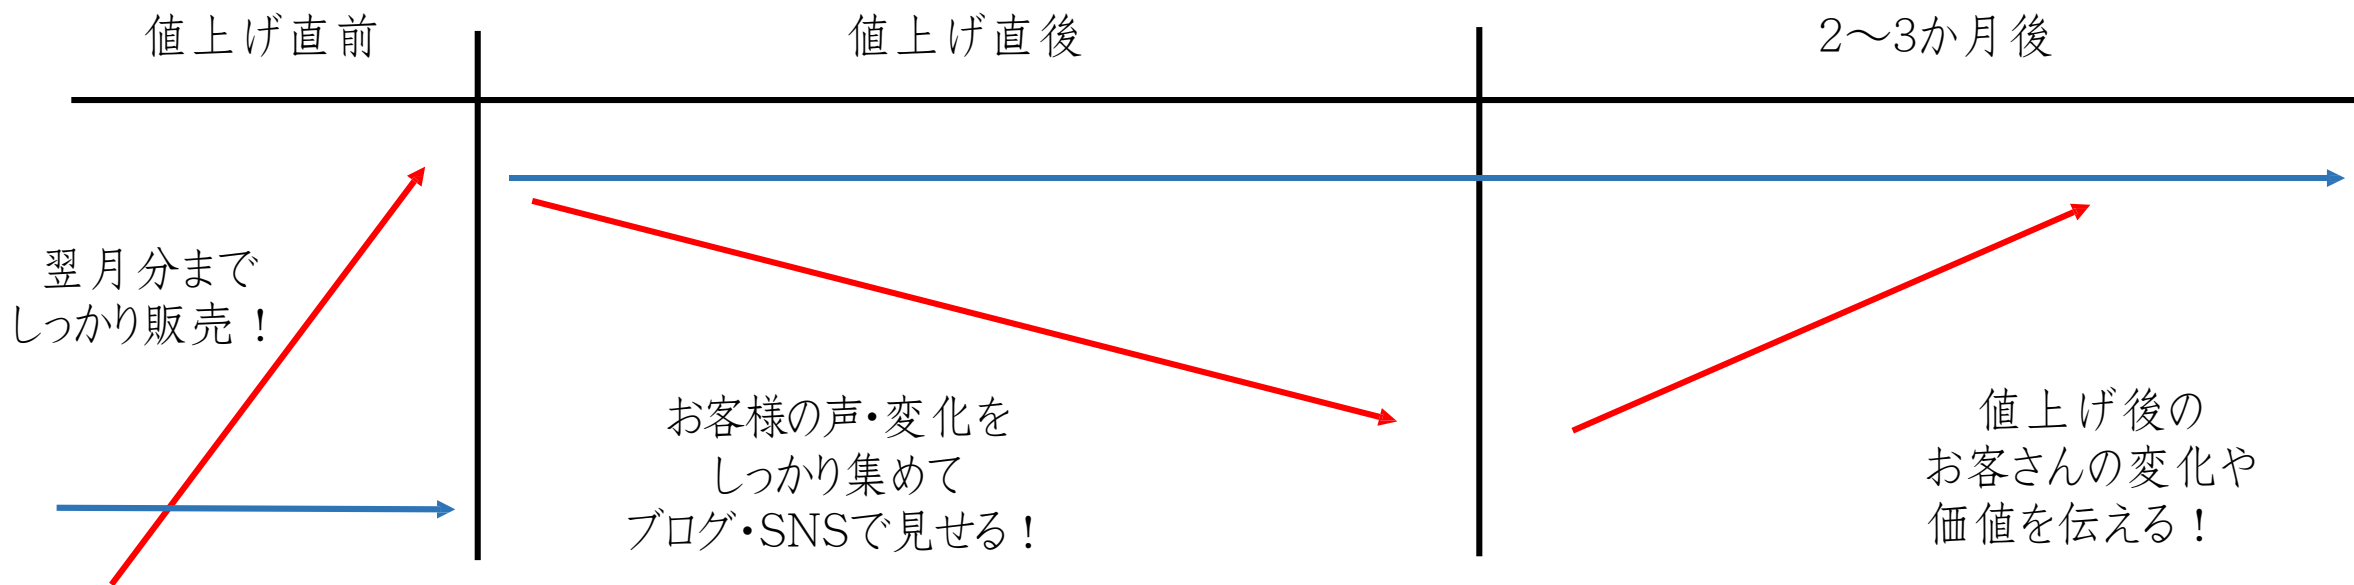 値上げ直前
値上げ直後
2～3か月後
翌月分まで
しっかり販売！
お客様の声・変化を
しっかり集めて
ブログ・SNSで見せる！
値上げ後の
お客さんの変化や
価値を伝える！